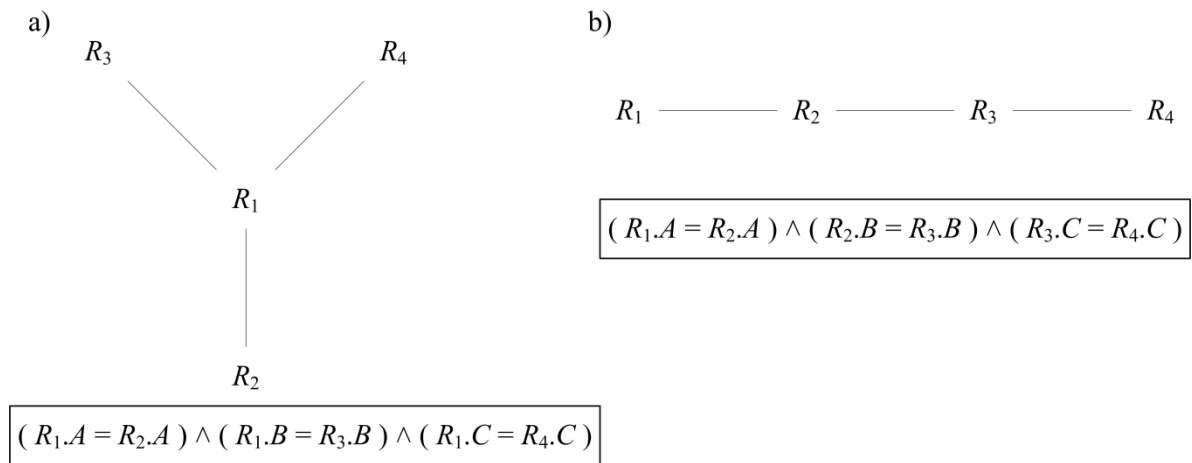 a)
R₃ R₄
R₁
R₂
( R₁.A = R₂.A ) ∧ ( R₁.B = R₃.B ) ∧ ( R₁.C = R₄.C )
b)
R₁ R₂ R₃ R₄
( R₁.A = R₂.A ) ∧ ( R₂.B = R₃.B ) ∧ ( R₃.C = R₄.C )